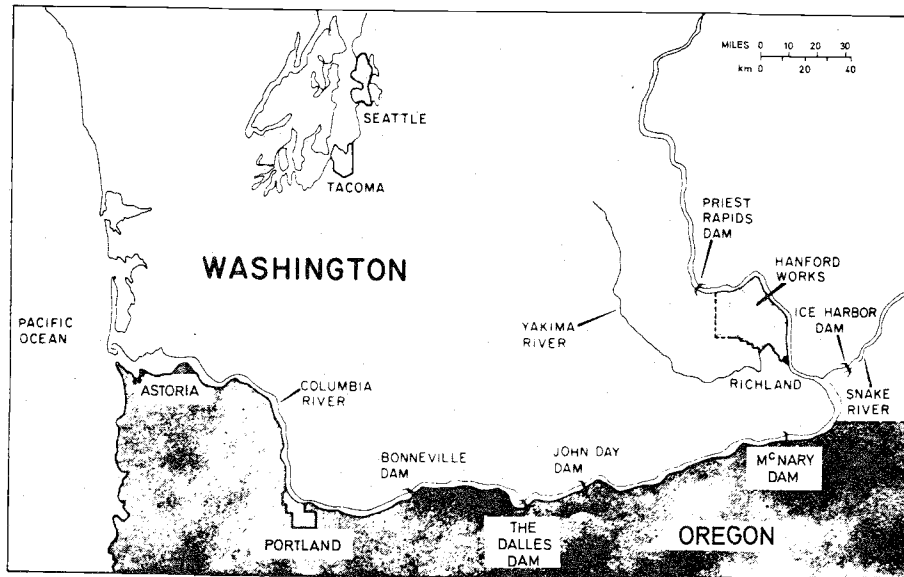 MILES 0 10 20 30
km 0 20 40
SEATTLE
TACOMA
PRIEST
RAPIDS
DAM
HANFORD
WORKS
WASHINGTON
ICE HARBOR
DAM
PACIFIC
OCEAN
YAKIMA
RIVER
RICHLAND
SNAKE
RIVER
ASTORIA
COLUMBIA
RIVER
BONNEVILLE
DAM
JOHN DAY
DAM
McNARY
DAM
PORTLAND
THE
DALLES
DAM
OREGON